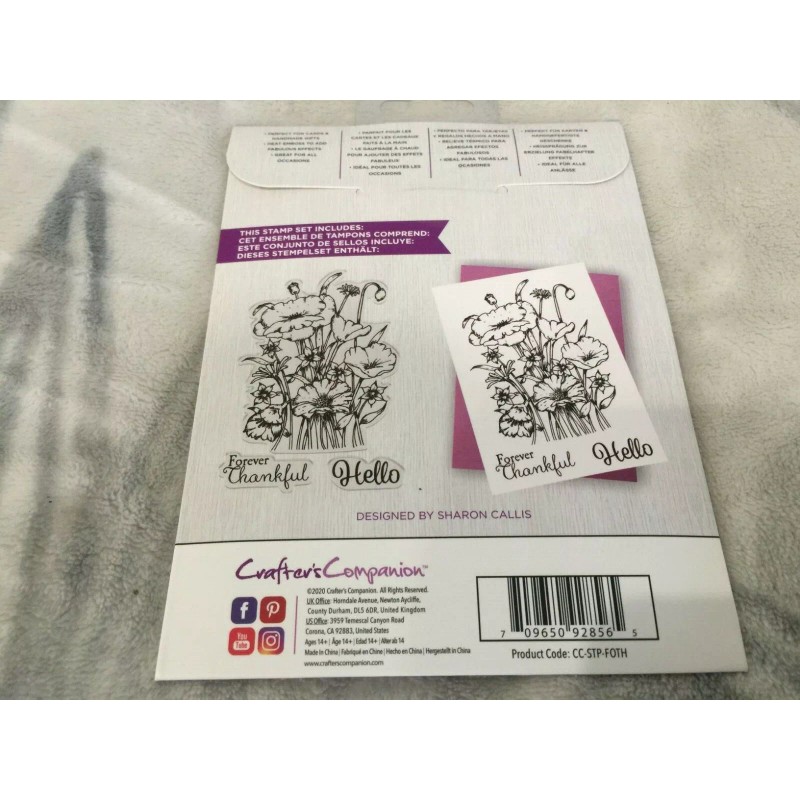 • PERFECT FOR CARDS &
HANDMADE GIFTS
• HEAT EMBOSS TO ADD
FABULOUS EFFECTS
• IDEAL FOR ALL
OCCASIONS
• PARFAIT POUR LES
CARTES ET LES CADEAUX
FAITS À LA MAIN
• LE GAUFRAGE À CHAUD
POUR AJOUTER DES EFFETS
FABULEUX
• IDÉAL POUR TOUTES LES
OCCASIONS
• PERFECTO PARA TARJETAS
Y REGALOS HECHOS A MANO
• RELIEVE TÉRMICO PARA
AGREGAR EFECTOS
FABULOSOS
• IDEAL PARA TODAS LAS
OCASIONES
• PERFEKT FÜR KARTEN &
ERZIELUNG FABELHAFTER
EFFEKTE
• IDEAL FÜR ALLE
ANLÄSSE
THIS STAMP SET INCLUDES:
CET ENSEMBLE DE TAMPONS COMPREND:
ESTE CONJUNTO DE SELLOS INCLUYE:
DIESES STEMPELSET ENTHÄLT:
Forever
Thankful
Hello
Forever
Thankful
Hello
DESIGNED BY SHARON CALLIS
Crafter's Companion™
©2020 Crafter's Companion. All Rights Reserved.
UK Office: Horndale Avenue, Newton Aycliffe,
County Durham, DL5 6DR, United Kingdom
US Office: 3959 Temescal Canyon Road
Corona, CA 92883, United States
Ages 14+ | Âge 14+ | Edad 14+ | Alter ab 14
Made in China | Fabriqué en Chine | Hecho en China | Hergestellt in China
www.crafterscompanion.com
You
Tube
7 09650 92856 5
Product Code: CC-STP-FOTH